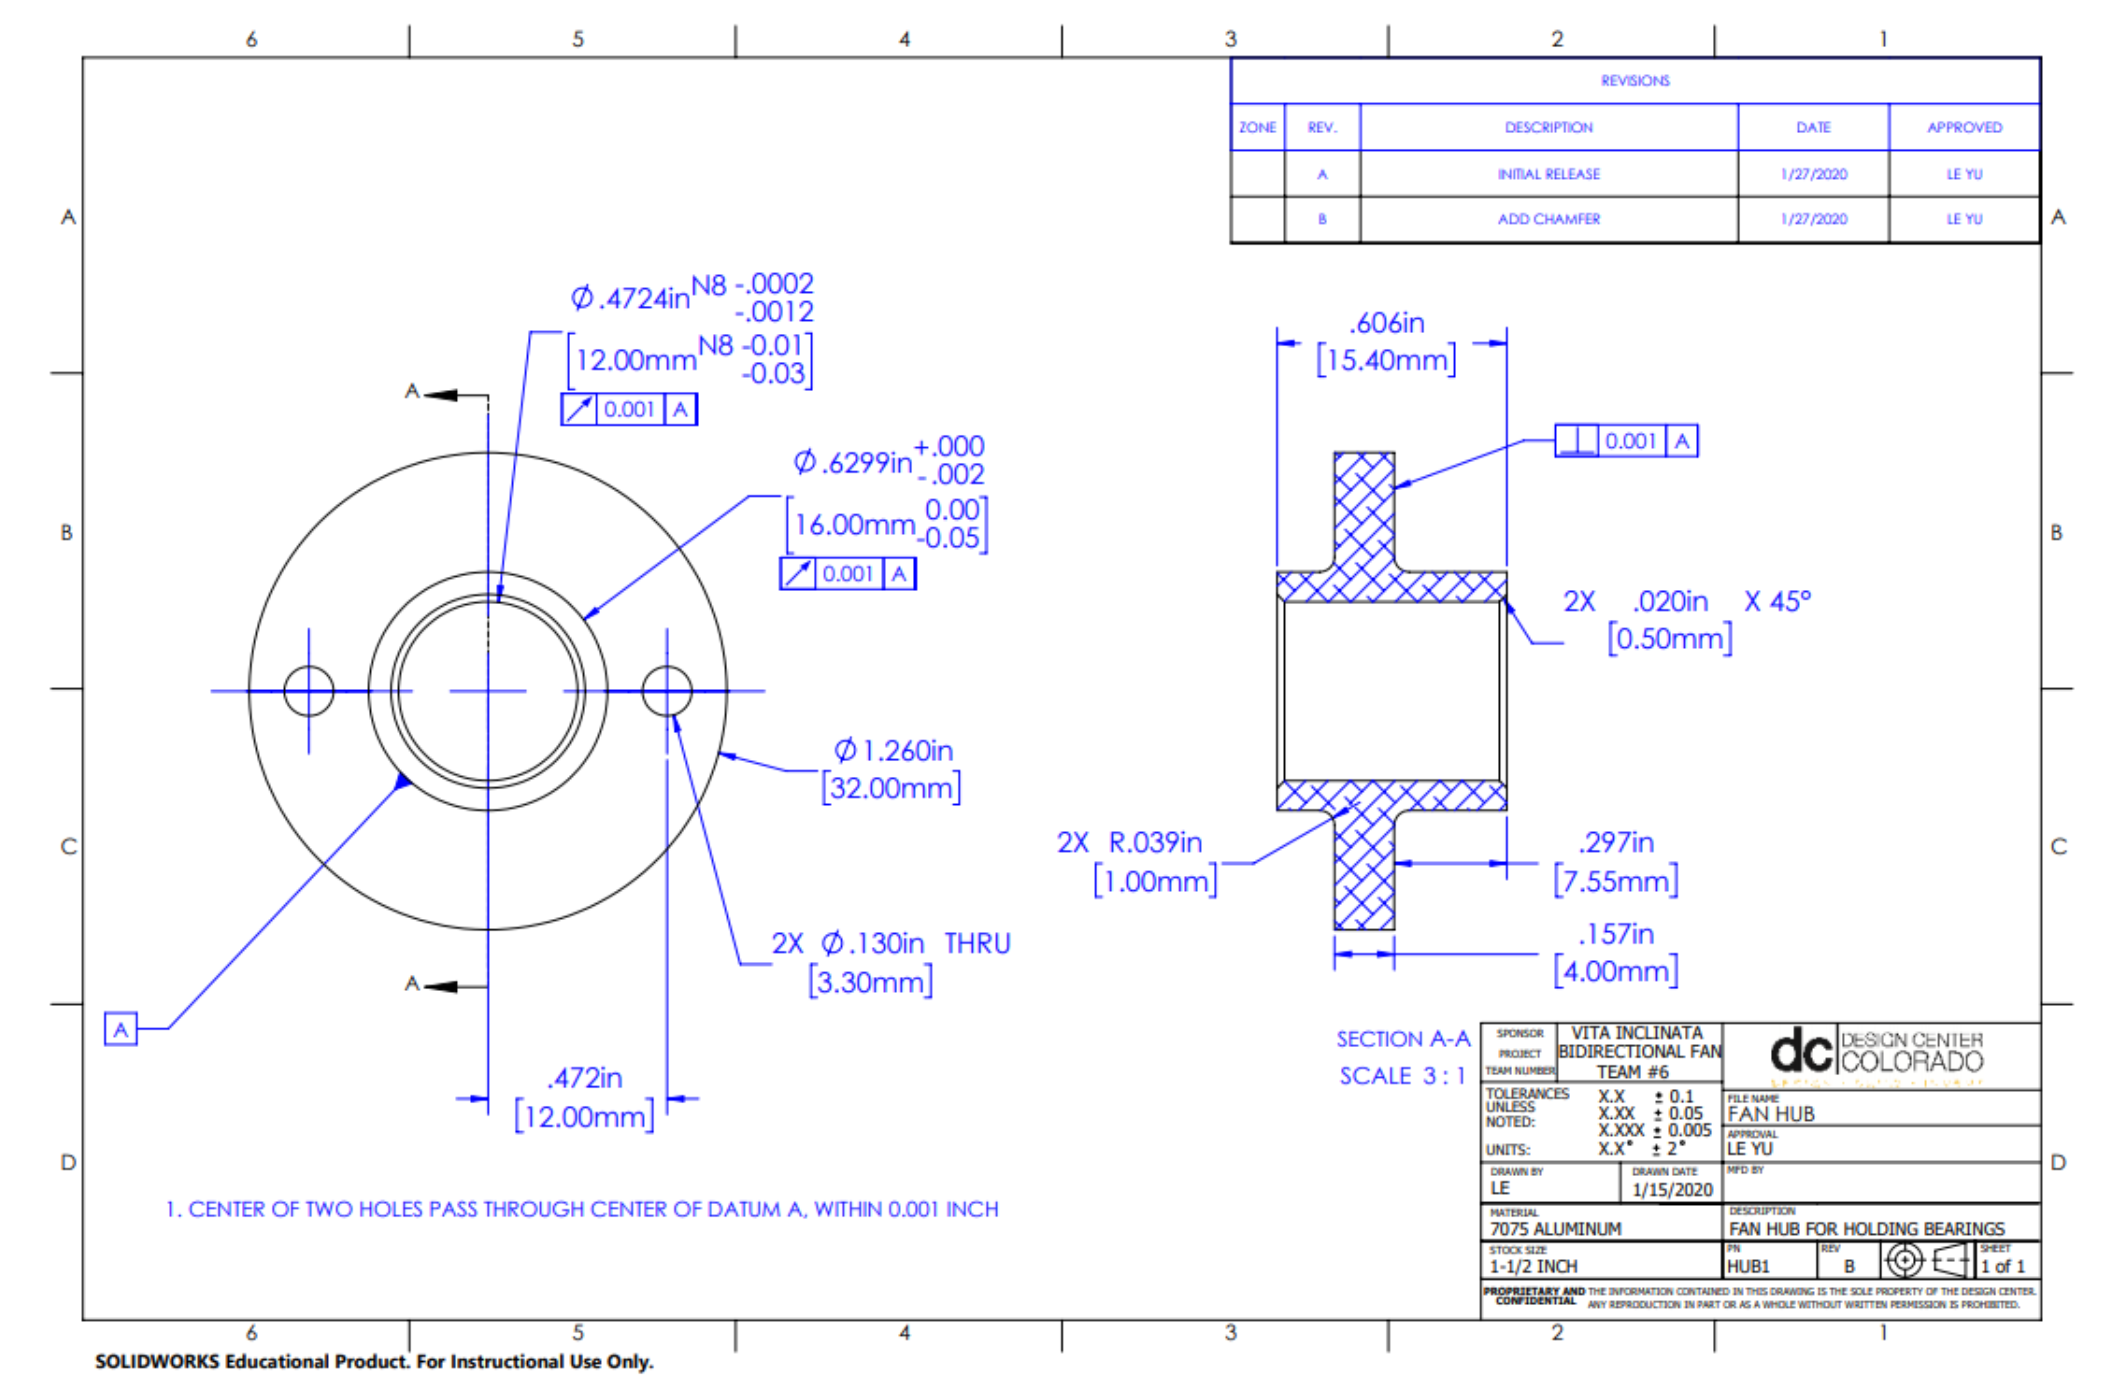 6 5 4 3 2 1
REVISIONS
ZONE REV. DESCRIPTION DATE APPROVED
A INITIAL RELEASE 1/27/2020 LE YU
B ADD CHAMFER 1/27/2020 LE YU
A A
B B
C C
D D
Ø.4724in N8 -.0002
-.0012
[12.00mm N8 -0.01
-0.03]
0.001 A
A
Ø.6299in +.000
-.002
[16.00mm 0.00
-0.05]
0.001 A
Ø1.260in
[32.00mm]
2X Ø.130in THRU
[3.30mm]
A
A
.472in
[12.00mm]
1. CENTER OF TWO HOLES PASS THROUGH CENTER OF DATUM A, WITHIN 0.001 INCH
.606in
[15.40mm]
⊥ 0.001 A
2X .020in X 45°
[0.50mm]
2X R.039in
[1.00mm]
.297in
[7.55mm]
.157in
[4.00mm]
SECTION A-A
SCALE 3 : 1
SPONSOR VITA INCLINATA
PROJECT BIDIRECTIONAL FAN
TEAM NUMBER TEAM #6
dc DESIGN CENTER
COLORADO
TOLERANCES UNLESS NOTED:
X.X ± 0.1
X.XX ± 0.05
X.XXX ± 0.005
UNITS: X.X° ± 2°
FILE NAME
FAN HUB
APPROVAL
LE YU
DRAWN BY
LE
DRAWN DATE
1/15/2020
MFD BY
MATERIAL
7075 ALUMINUM
DESCRIPTION
FAN HUB FOR HOLDING BEARINGS
STOCK SIZE
1-1/2 INCH
PN
HUB1
REV
B
SHEET
1 of 1
PROPRIETARY AND CONFIDENTIAL
THE INFORMATION CONTAINED IN THIS DRAWING IS THE SOLE PROPERTY OF THE DESIGN CENTER.
ANY REPRODUCTION IN PART OR AS A WHOLE WITHOUT WRITTEN PERMISSION IS PROHIBITED.
6 5 4 3 2 1
SOLIDWORKS Educational Product. For Instructional Use Only.